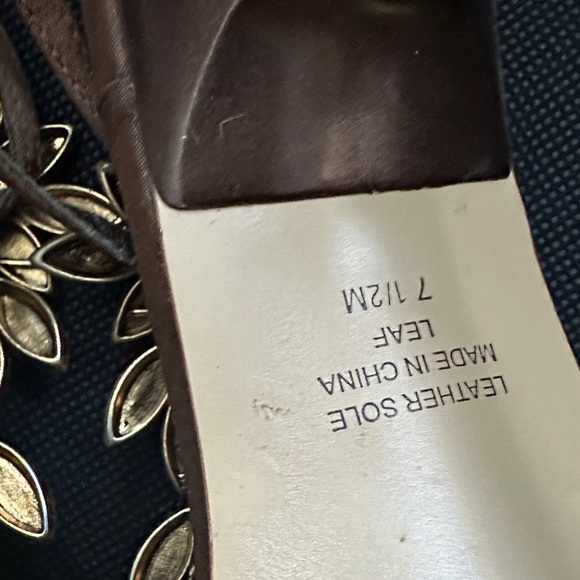 LEATHER SOLE
MADE IN CHINA
LEAF
7 1/2M